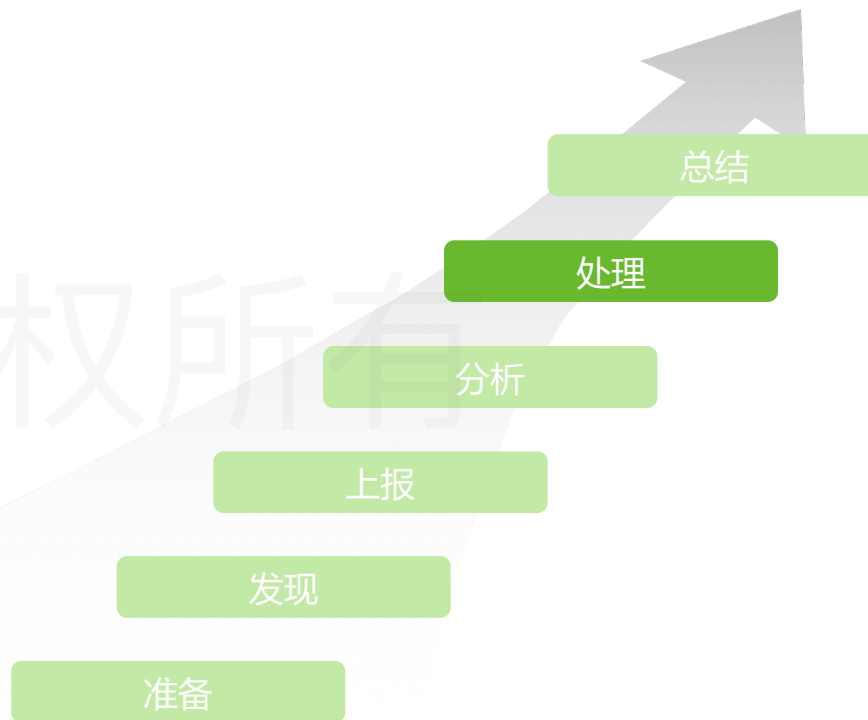 总结
处理
权所有
分析
上报
发现
准备